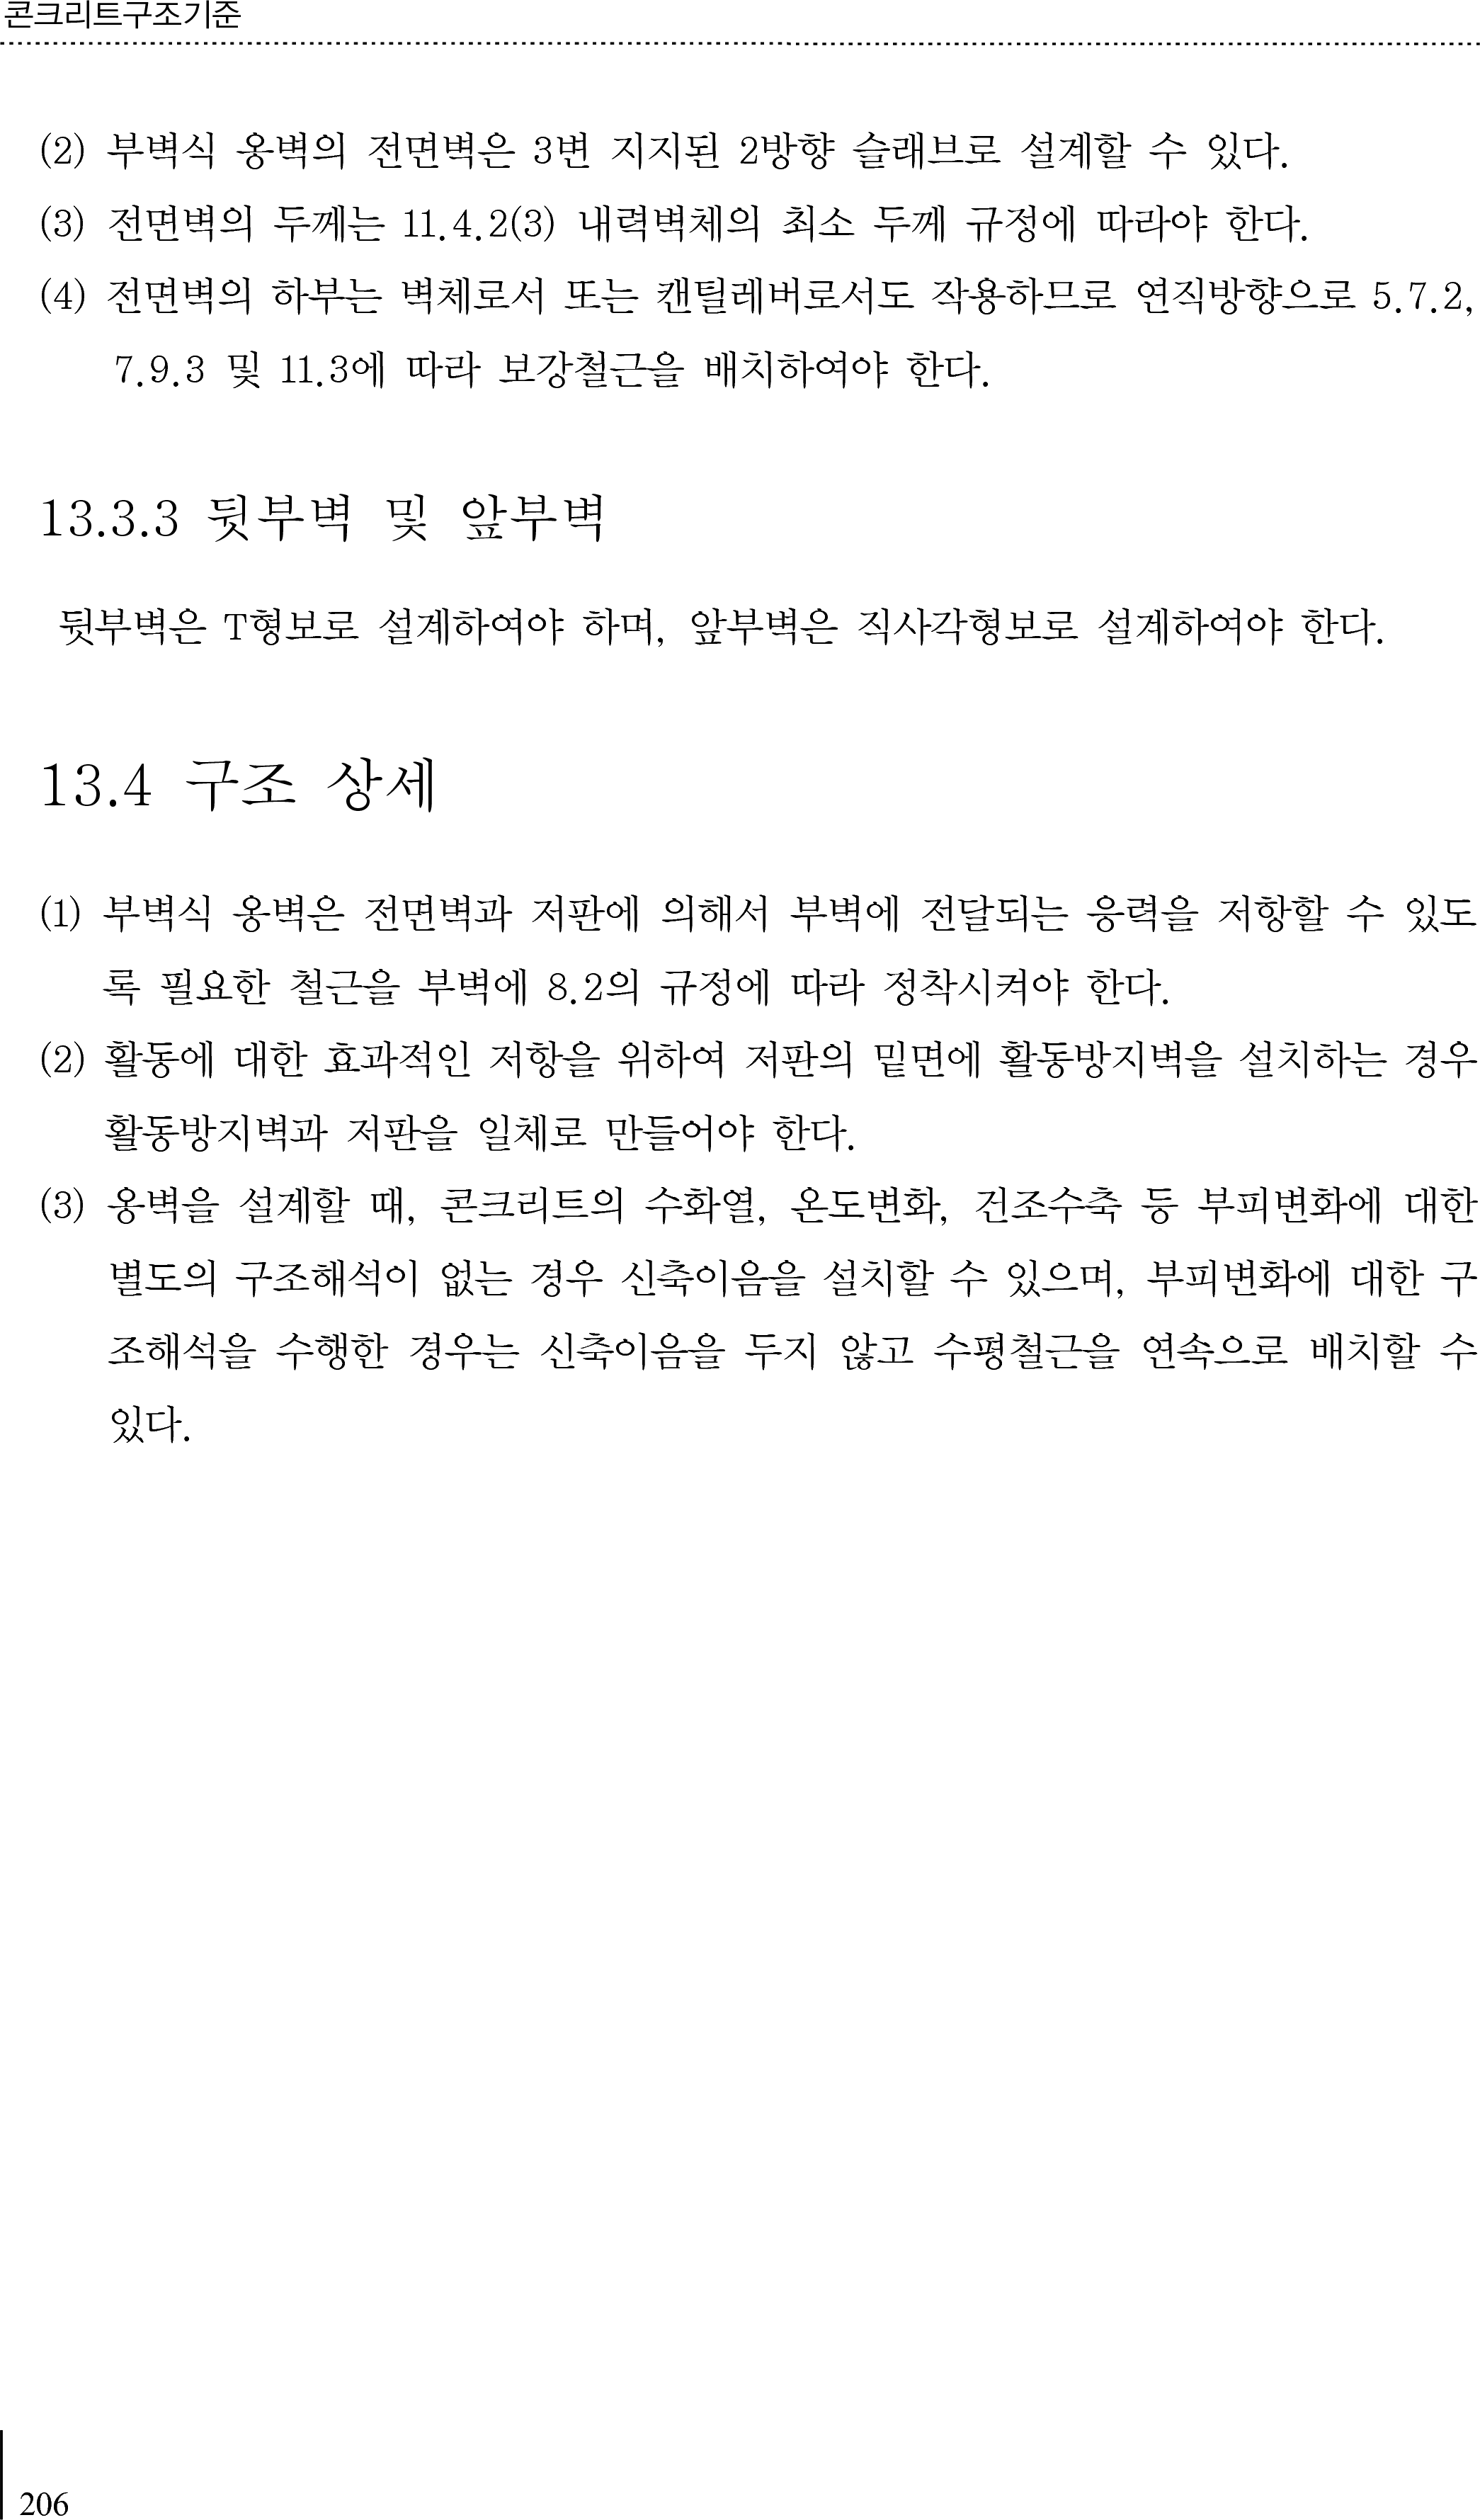 콘크리트구조기준
(2) 부벽식 옹벽의 전면벽은 3변 지지된 2방향 슬래브로 설계할 수 있다.
(3) 전면벽의 두께는 11.4.2(3) 내력벽체의 최소 두께 규정에 따라야 한다.
(4) 전면벽의 하부는 벽체로서 또는 캔틸레버로서도 작용하므로 연직방향으로 5.7.2,
7.9.3 및 11.3에 따라 보강철근을 배치하여야 한다.
13.3.3 뒷부벽 및 앞부벽
뒷부벽은 T형보로 설계하여야 하며, 앞부벽은 직사각형보로 설계하여야 한다.
13.4 구조 상세
(1) 부벽식 옹벽은 전면벽과 저판에 의해서 부벽에 전달되는 응력을 저항할 수 있도
록 필요한 철근을 부벽에 8.2의 규정에 따라 정착시켜야 한다.
(2) 활동에 대한 효과적인 저항을 위하여 저판의 밑면에 활동방지벽을 설치하는 경우
활동방지벽과 저판을 일체로 만들어야 한다.
(3) 옹벽을 설계할 때, 콘크리트의 수화열, 온도변화, 건조수축 등 부피변화에 대한
별도의 구조해석이 없는 경우 신축이음을 설치할 수 있으며, 부피변화에 대한 구
조해석을 수행한 경우는 신축이음을 두지 않고 수평철근을 연속으로 배치할 수
있다.
206